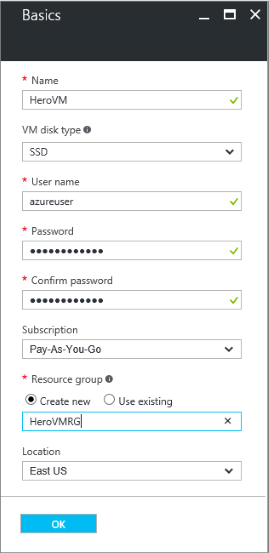 Basics
* Name
HeroVM
VM disk type
SSD
* User name
azureuser
* Password
••••••••••••
* Confirm password
••••••••••••
Subscription
Pay-As-You-Go
* Resource group
Create new Use existing
HeroVMRG
Location
East US
OK